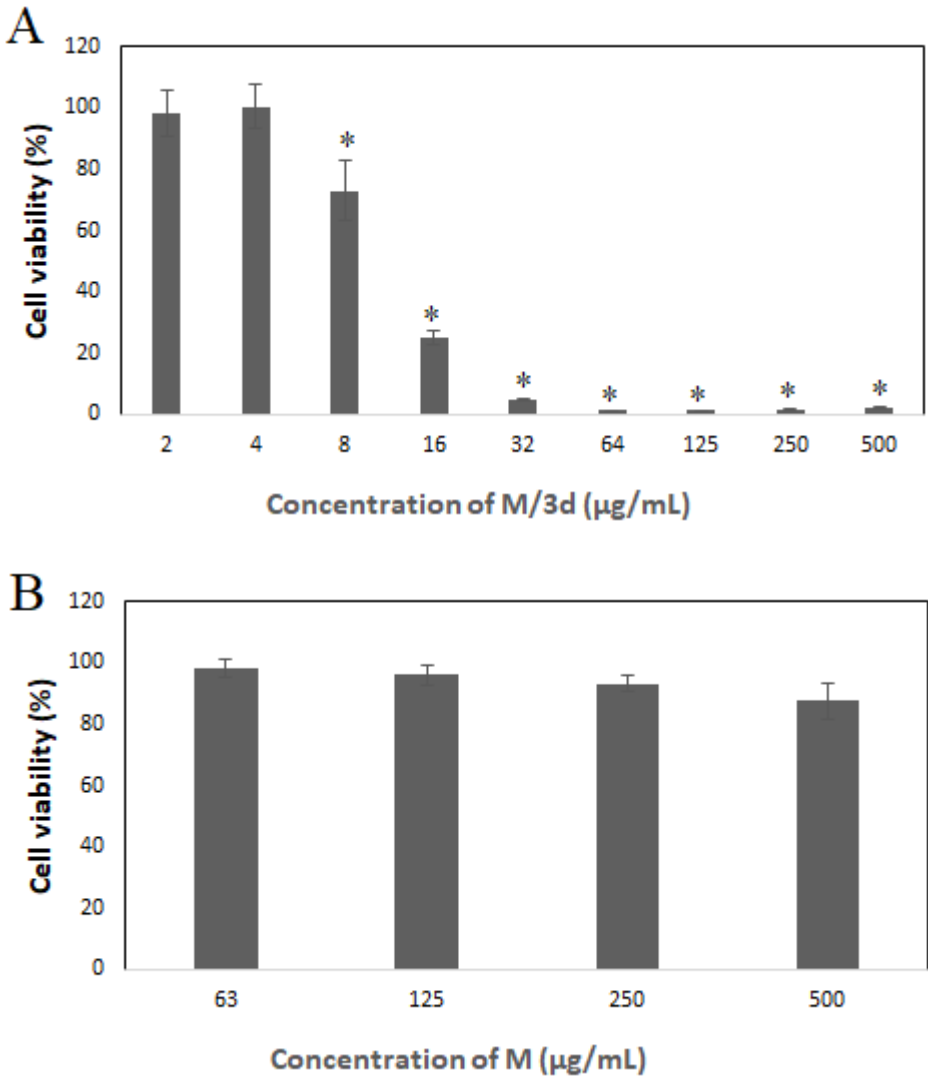 A
120
100
80
60
40
20
0
Cell viability (%)
* * * * * * *
2 4 8 16 32 64 125 250 500
Concentration of M/3d (µg/mL)
B
120
100
80
60
40
20
0
Cell viability (%)
63 125 250 500
Concentration of M (µg/mL)